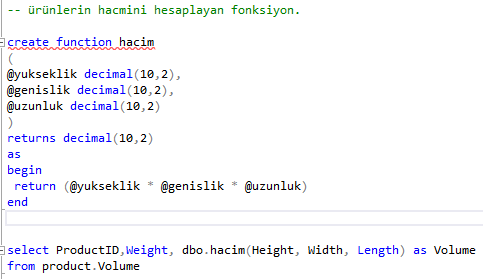 -- ürünlerin hacmini hesaplayan fonksiyon.
create function hacim
(
@yukseklik decimal(10,2),
@genislik decimal(10,2),
@uzunluk decimal(10,2)
)
returns decimal(10,2)
as
begin
return (@yukseklik * @genislik * @uzunluk)
end
select ProductID,Weight, dbo.hacim(Height, Width, Length) as Volume
from product.Volume